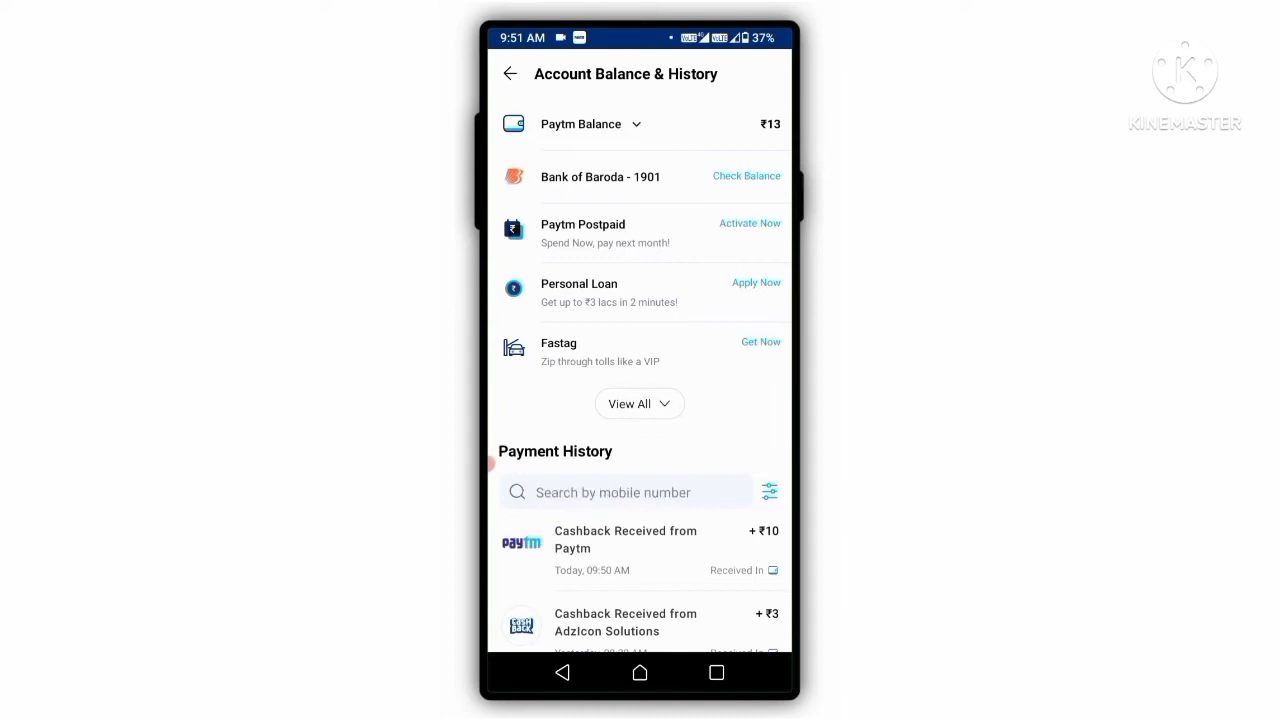 9:51 AM
37%
K
KINEMASTER
Account Balance & History
Paytm Balance
₹13
Bank of Baroda - 1901
Check Balance
Paytm Postpaid
Activate Now
Spend Now, pay next month!
Personal Loan
Apply Now
Get up to ₹3 lacs in 2 minutes!
Fastag
Get Now
Zip through tolls like a VIP
View All
Payment History
Search by mobile number
Cashback Received from
+ ₹10
paytm
Paytm
Today, 09:50 AM
Received In
Cashback Received from
+ ₹3
CASH
BACK
AdzIcon Solutions